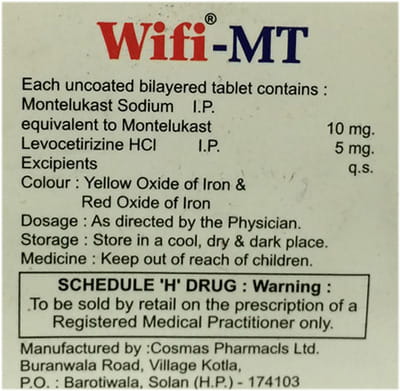 Wifi®-MT
Each uncoated bilayered tablet contains :
Montelukast Sodium I.P.
equivalent to Montelukast 10 mg.
Levocetirizine HCl I.P. 5 mg.
Excipients q.s.
Colour : Yellow Oxide of Iron &
Red Oxide of Iron
Dosage : As directed by the Physician.
Storage : Store in a cool, dry & dark place.
Medicine : Keep out of reach of children.
SCHEDULE 'H' DRUG : Warning :
To be sold by retail on the prescription of a
Registered Medical Practitioner only.
Manufactured by :Cosmas Pharmacls Ltd.
Buranwala Road, Village Kotla,
P.O. : Barotiwala, Solan (H.P.) - 174103